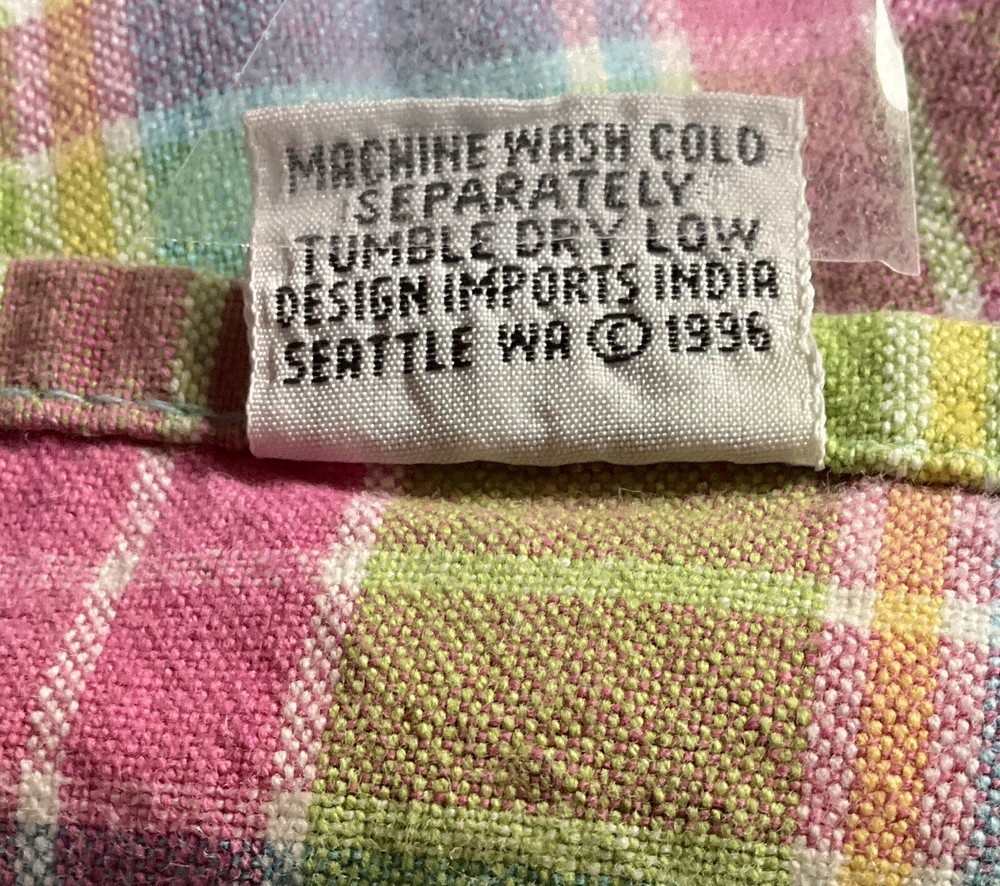 MACHINE WASH COLD
SEPARATELY
TUMBLE DRY LOW
DESIGN IMPORTS INDIA
SEATTLE WA © 1996